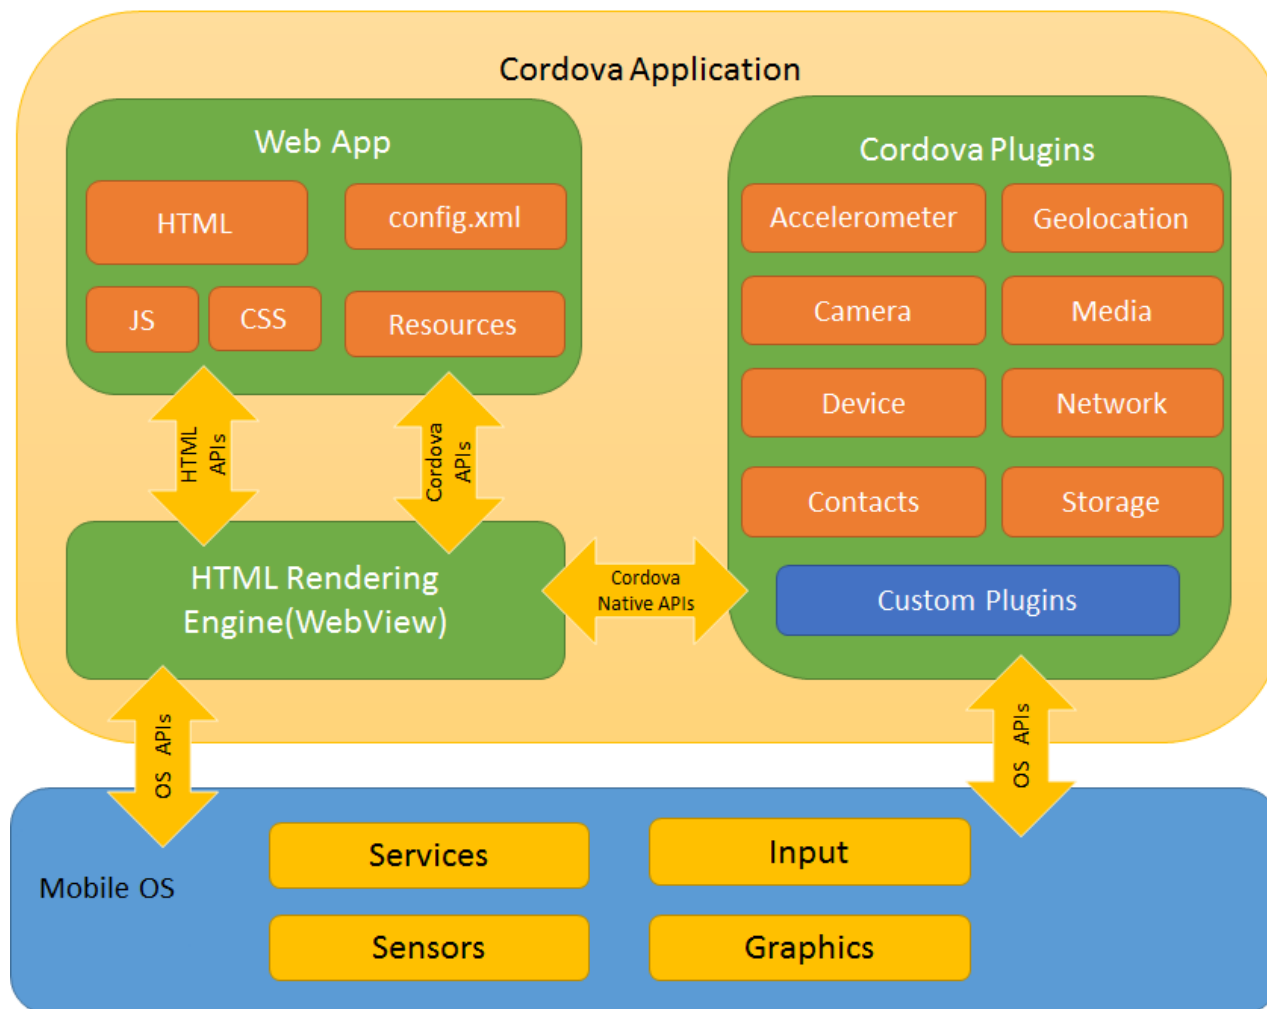 Cordova Application
Web App
HTML
config.xml
JS
CSS
Resources
HTML
APIs
Cordova
APIs
HTML Rendering
Engine(WebView)
Cordova
Native APIs
Cordova Plugins
Accelerometer
Geolocation
Camera
Media
Device
Network
Contacts
Storage
Custom Plugins
OS APIs
OS APIs
Mobile OS
Services
Input
Sensors
Graphics